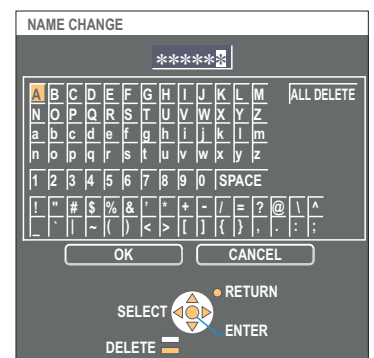 NAME CHANGE
******
A B C D E F G H I J K L M ALL DELETE
N O P Q R S T U V W X Y Z
a b c d e f g h i j k l m
n o p q r s t u v w x y z
1 2 3 4 5 6 7 8 9 0 SPACE
! " # $ % & ' * + - / = ? @ \ ^
_ ` | ~ ( ) < > [ ] { } , . : ;
OK CANCEL
RETURN
SELECT
ENTER
DELETE